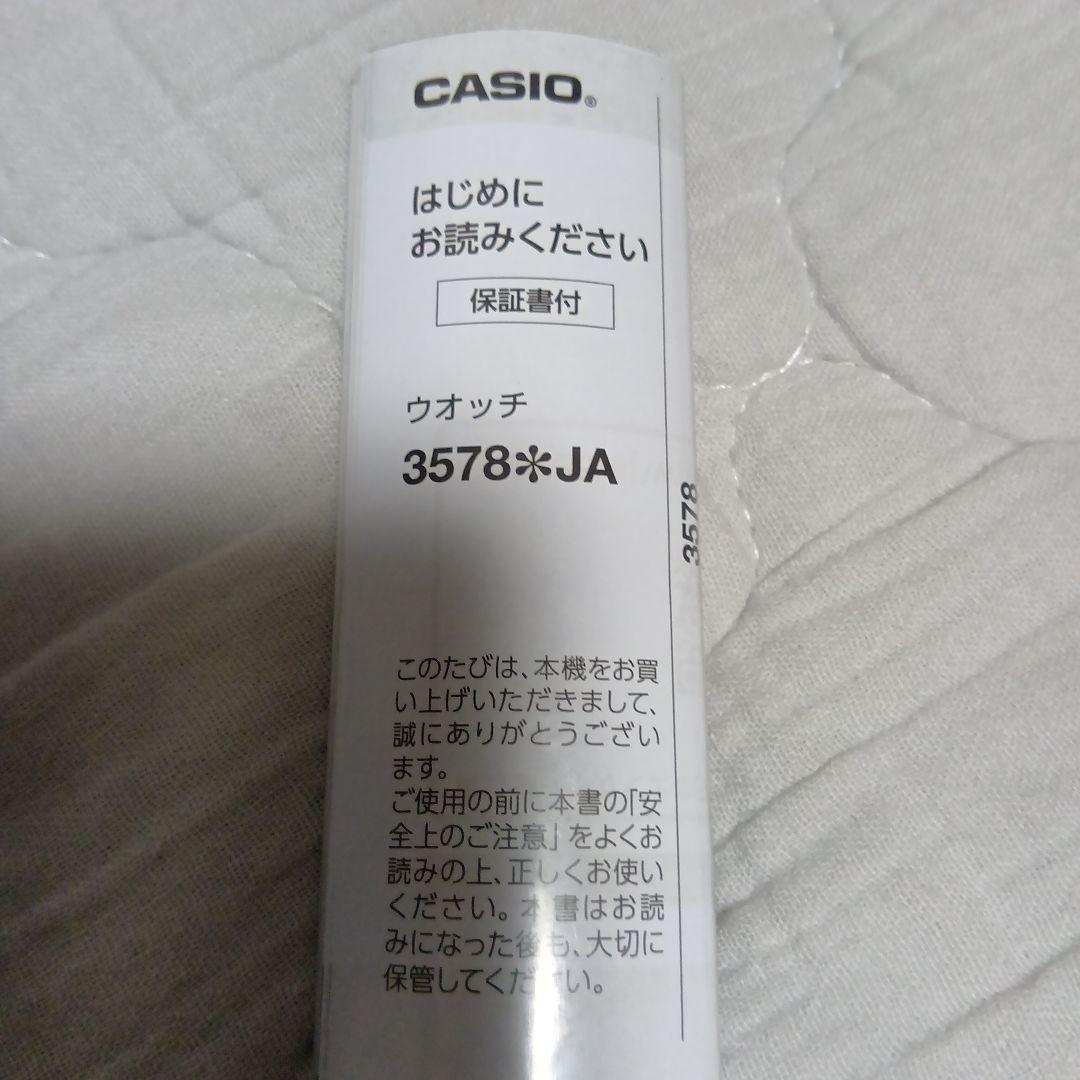 CASIO®
はじめに
お読みください
保証書付
ウオッチ
3578✼JA
3578
このたびは、本機をお買
い上げいただきまして、
誠にありがとうござい
ます。
ご使用の前に本書の「安
全上のご注意」をよくお
読みの上、正しくお使い
ください。本書はお読
みになった後も、大切に
保管してください。